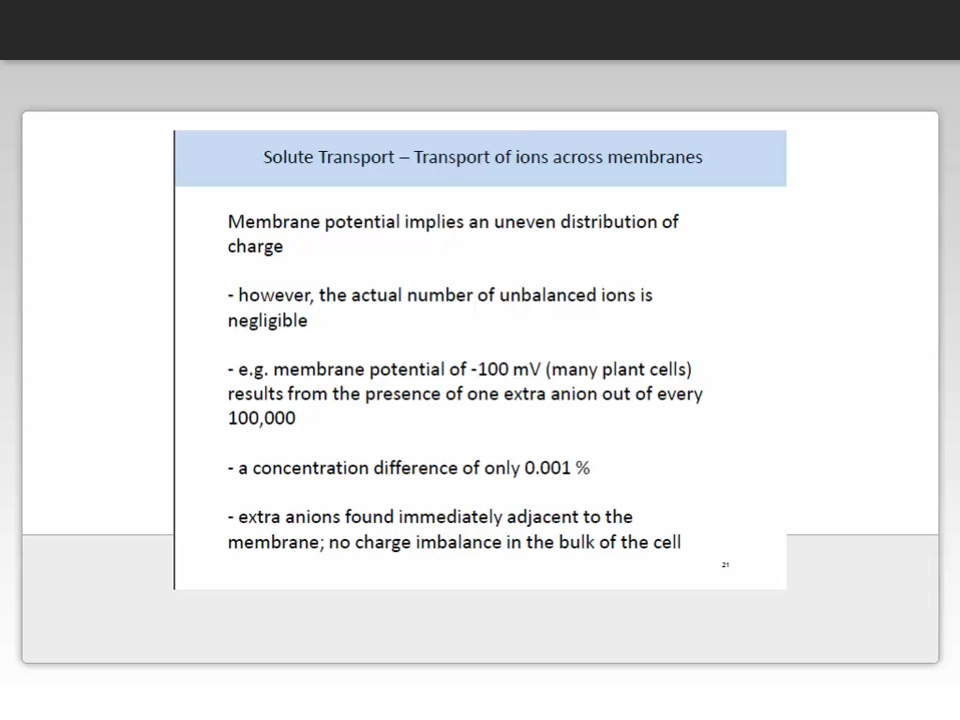 Solute Transport – Transport of ions across membranes
Membrane potential implies an uneven distribution of
charge
- however, the actual number of unbalanced ions is
negligible
- e.g. membrane potential of -100 mV (many plant cells)
results from the presence of one extra anion out of every
100,000
- a concentration difference of only 0.001 %
- extra anions found immediately adjacent to the
membrane; no charge imbalance in the bulk of the cell
21